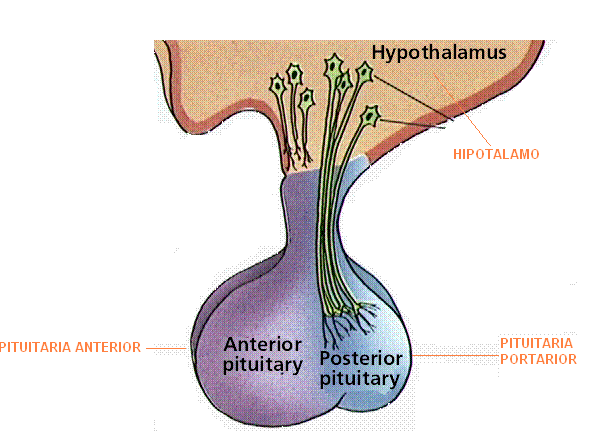 Hypothalamus
HIPOTALAMO
Anterior
pituitary
Posterior
pituitary
PITUITARIA ANTERIOR
PITUITARIA
PORTARIOR